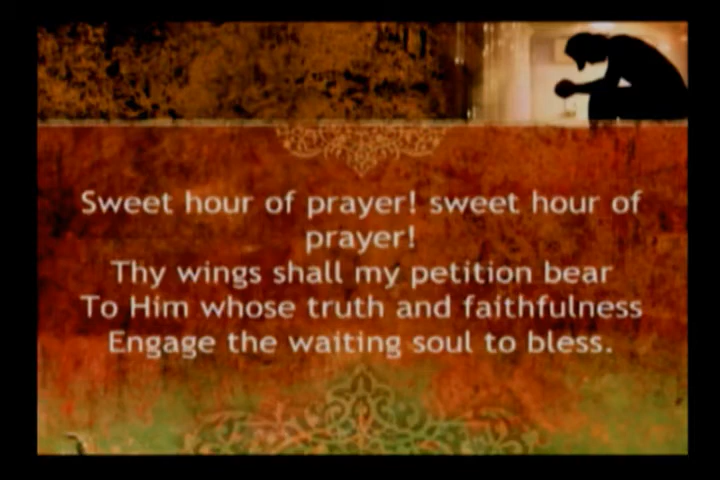 Sweet hour of prayer! sweet hour of
prayer!
Thy wings shall my petition bear
To Him whose truth and faithfulness
Engage the waiting soul to bless.